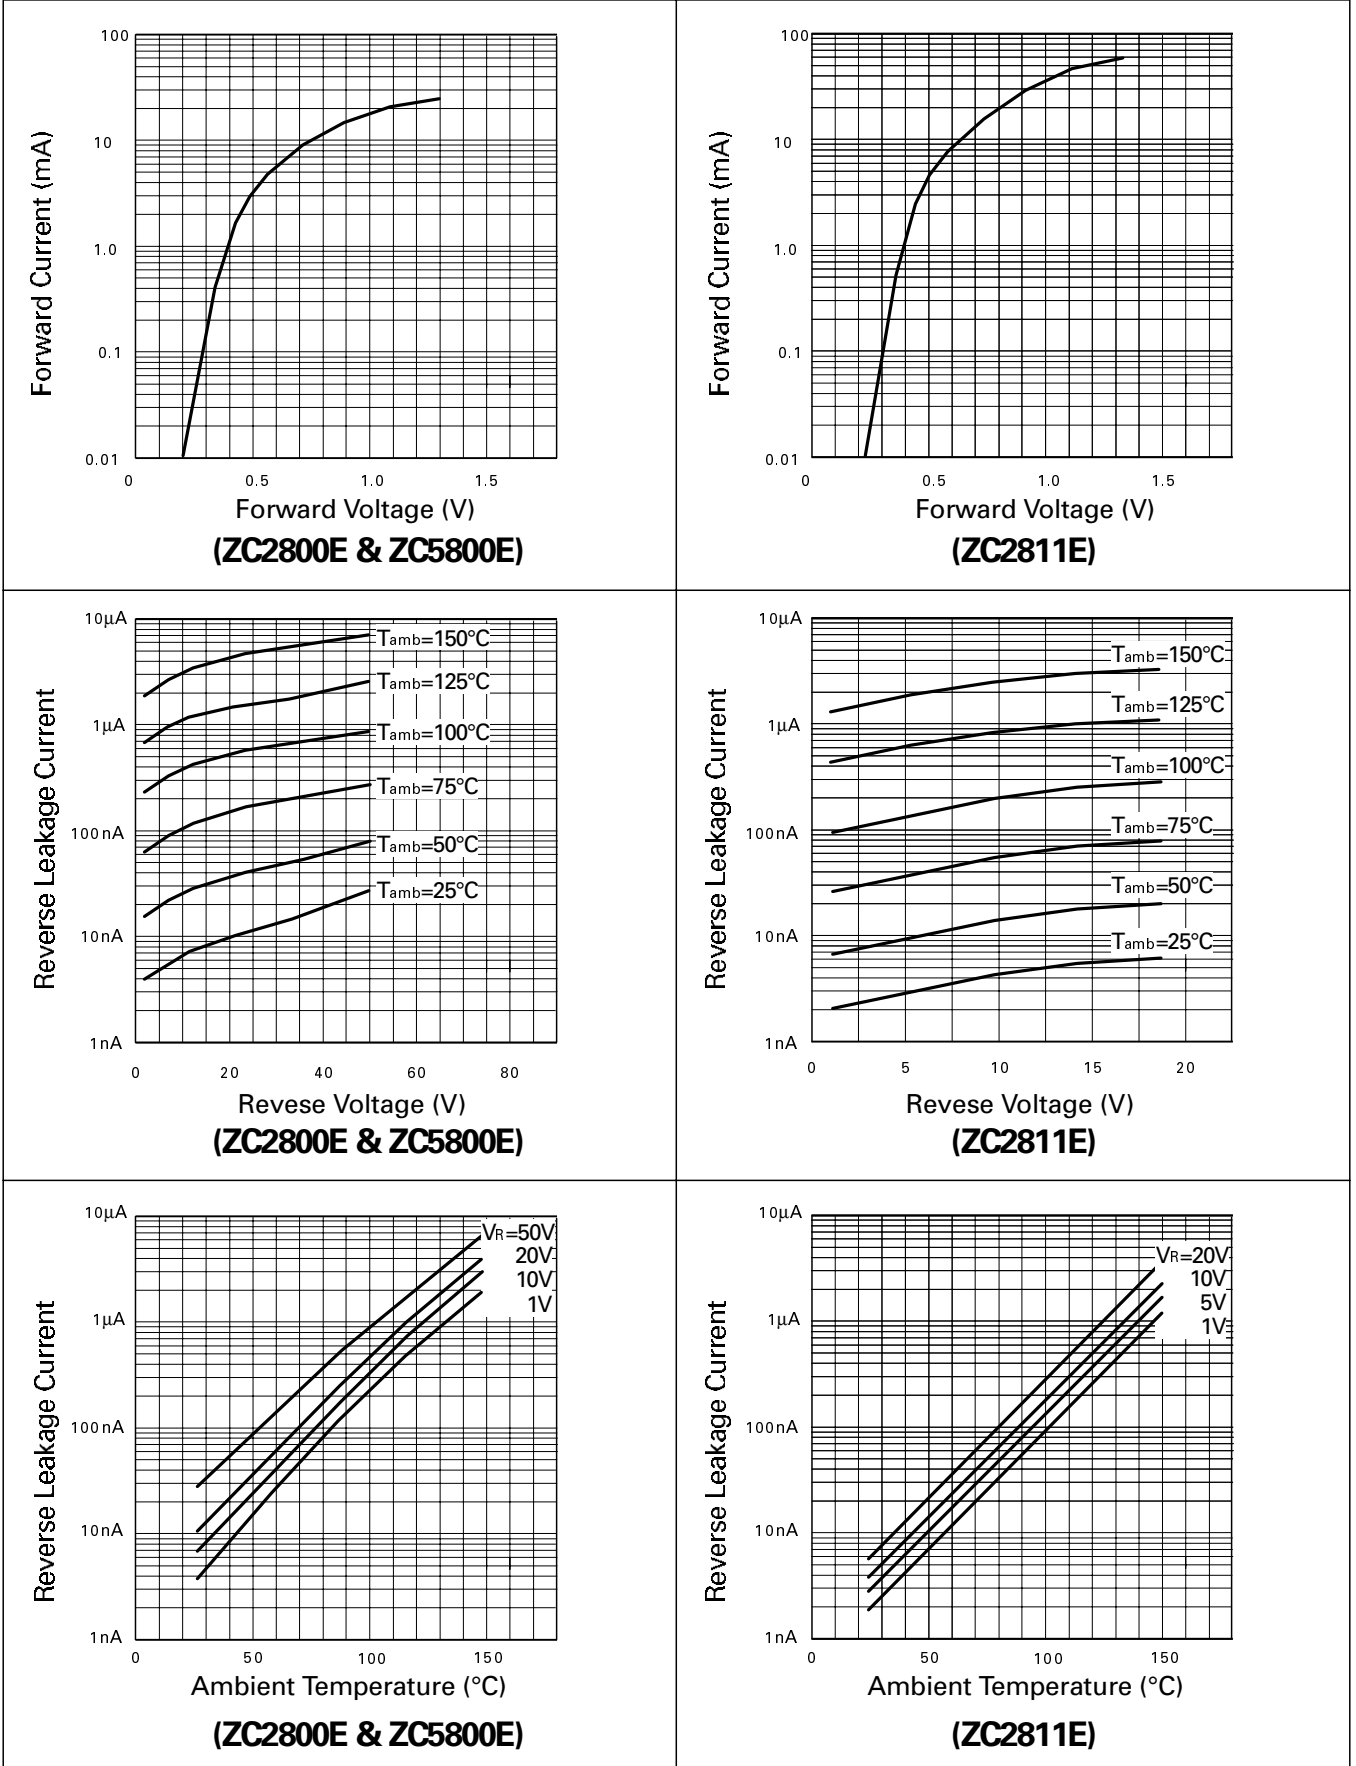 100
10
1.0
0.1
0.01
0
0.5
1.0
1.5
Forward Current (mA)
Forward Voltage (V)
(ZC2800E & ZC5800E)
100
10
1.0
0.1
0.01
0
0.5
1.0
1.5
Forward Current (mA)
Forward Voltage (V)
(ZC2811E)
10µA
1µA
100nA
10nA
1nA
0
20
40
60
80
Tamb=150°C
Tamb=125°C
Tamb=100°C
Tamb=75°C
Tamb=50°C
Tamb=25°C
Reverse Leakage Current
Revese Voltage (V)
(ZC2800E & ZC5800E)
10µA
1µA
100nA
10nA
1nA
0
5
10
15
20
Tamb=150°C
Tamb=125°C
Tamb=100°C
Tamb=75°C
Tamb=50°C
Tamb=25°C
Reverse Leakage Current
Revese Voltage (V)
(ZC2811E)
10µA
1µA
100nA
10nA
1nA
0
50
100
150
VR=50V
20V
10V
1V
Reverse Leakage Current
Ambient Temperature (°C)
(ZC2800E & ZC5800E)
10µA
1µA
100nA
10nA
1nA
0
50
100
150
VR=20V
10V
5V
1V
Reverse Leakage Current
Ambient Temperature (°C)
(ZC2811E)